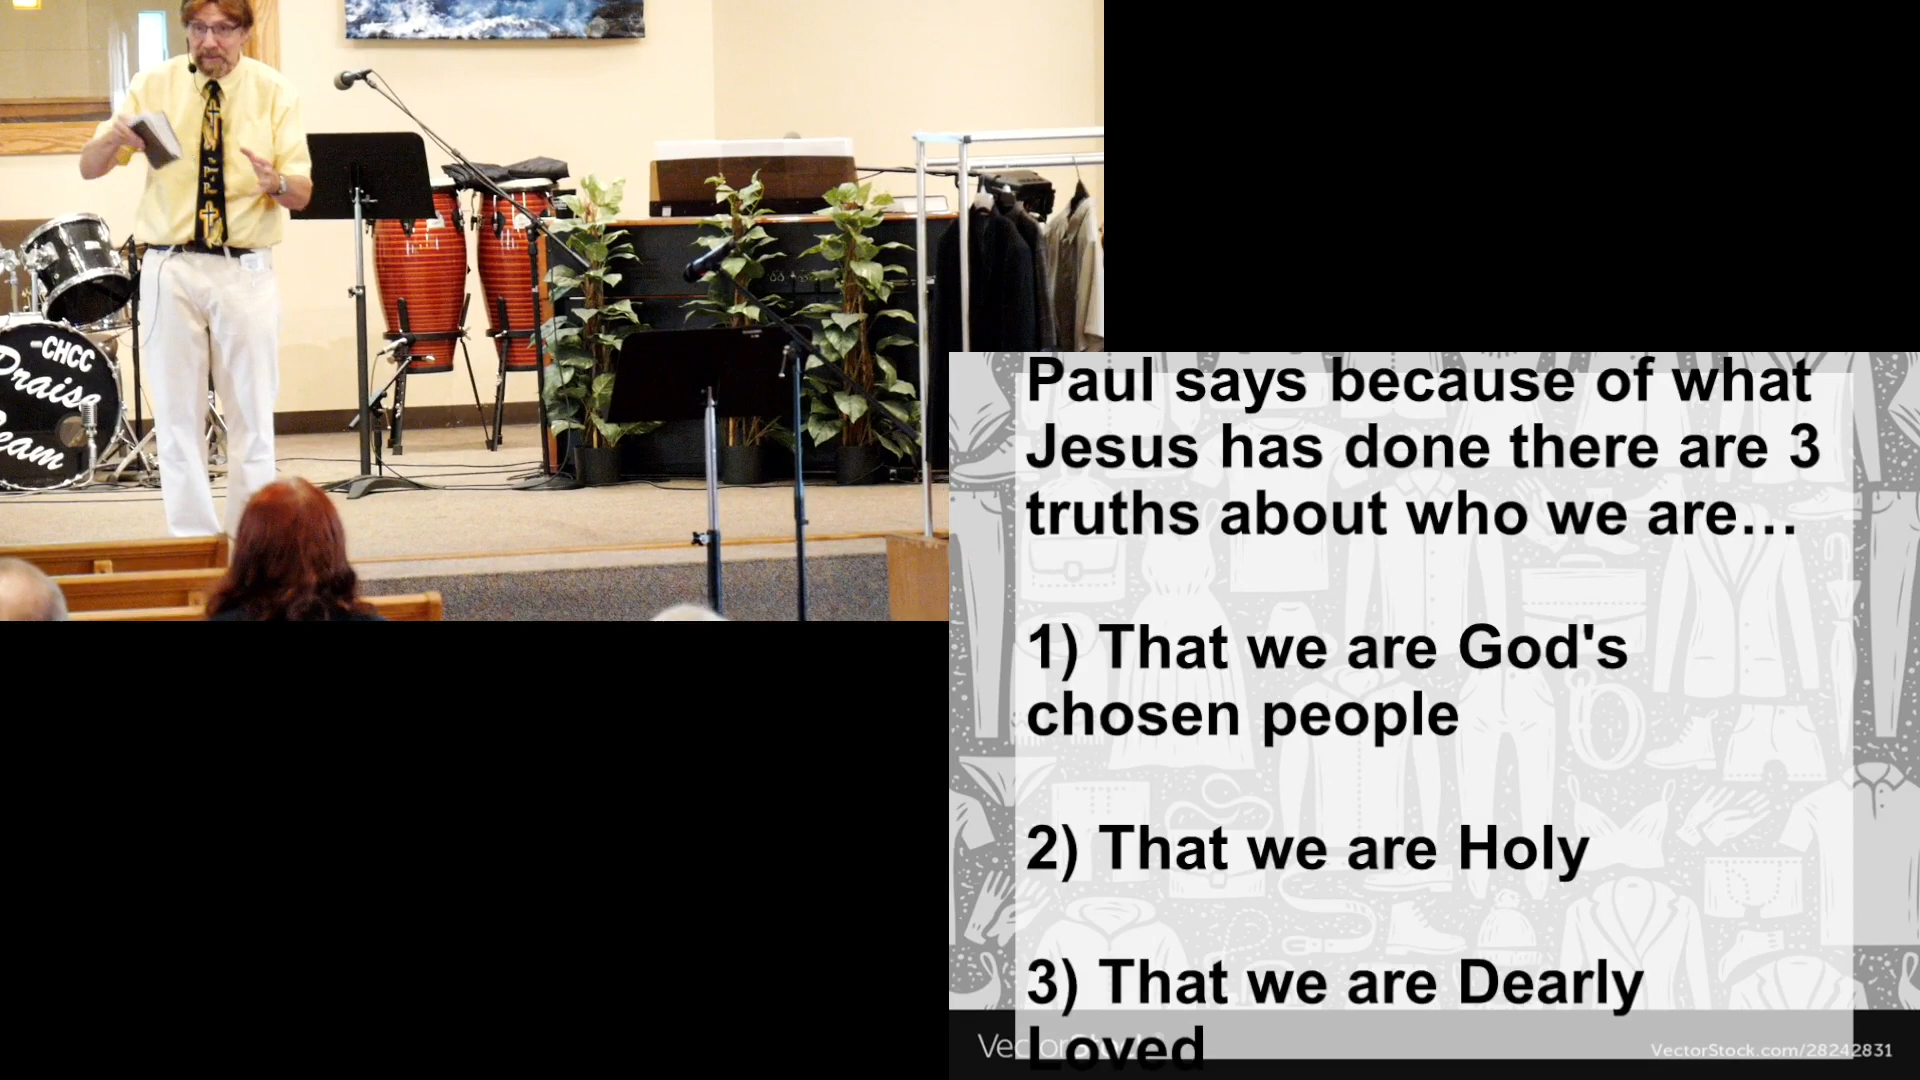 -CHCC
Praise
Team
Paul says because of what
Jesus has done there are 3
truths about who we are...
1) That we are God's
chosen people
2) That we are Holy
3) That we are Dearly
Loved
VectorStock®
VectorStock.com/28242831